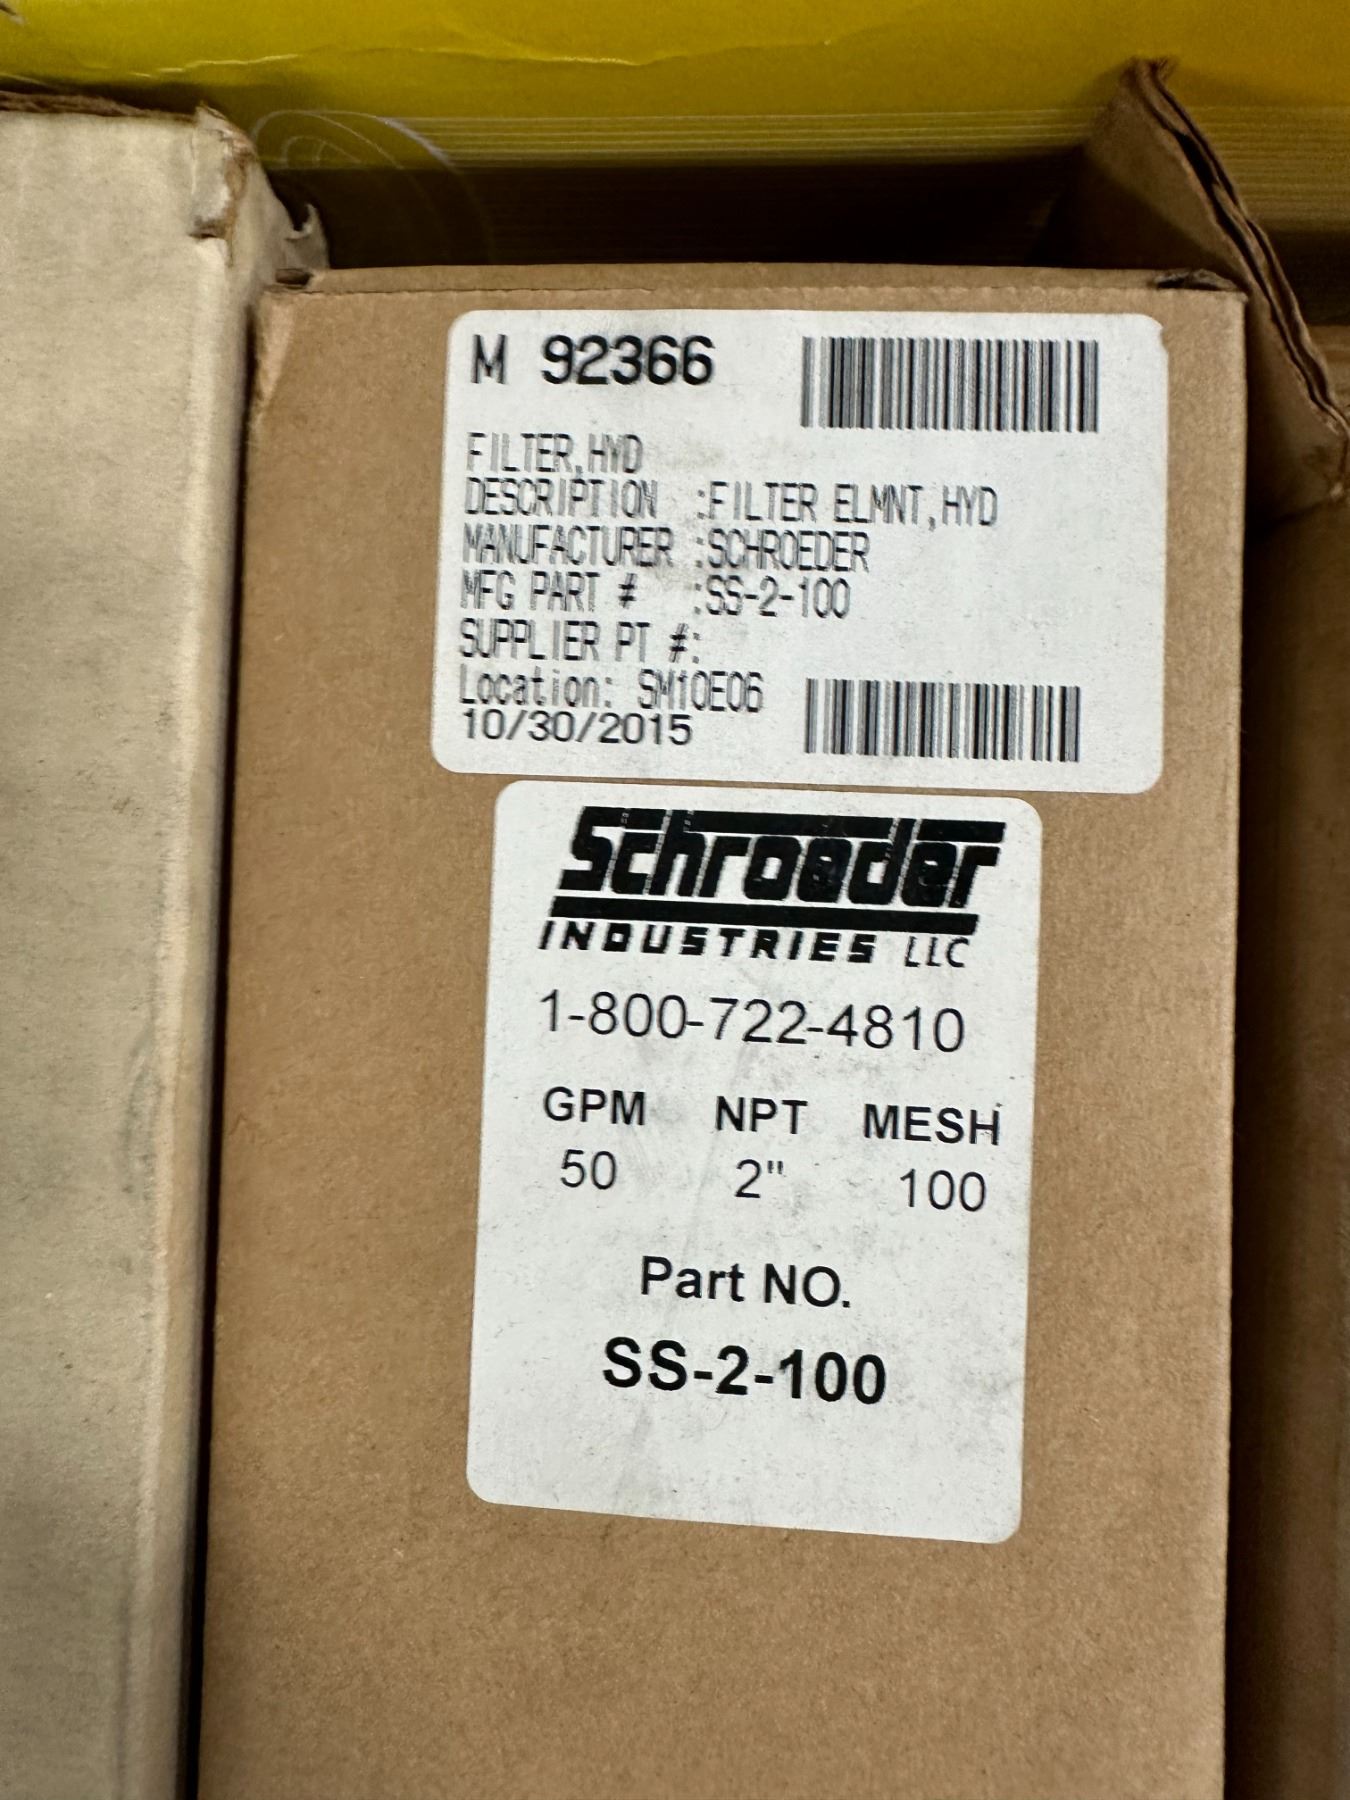 M 92366
FILTER,HYD
DESCRIPTION :FILTER ELMNT,HYD
MANUFACTURER :SCHROEDER
MFG PART # :SS-2-100
SUPPLIER PT #:
Location: SM10E06
10/30/2015
Schroeder
INDUSTRIES LLC
1-800-722-4810
GPM NPT MESH
50 2" 100
Part NO.
SS-2-100